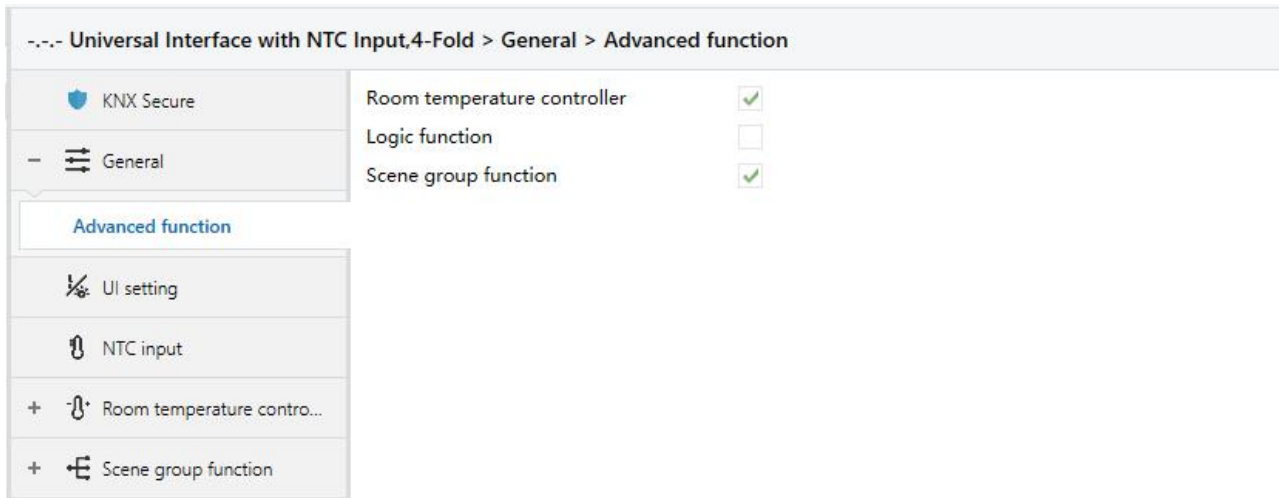 -.-.- Universal Interface with NTC Input,4-Fold > General > Advanced function
KNX Secure
General
Advanced function
UI setting
NTC input
Room temperature contro...
Scene group function
Room temperature controller
Logic function
Scene group function